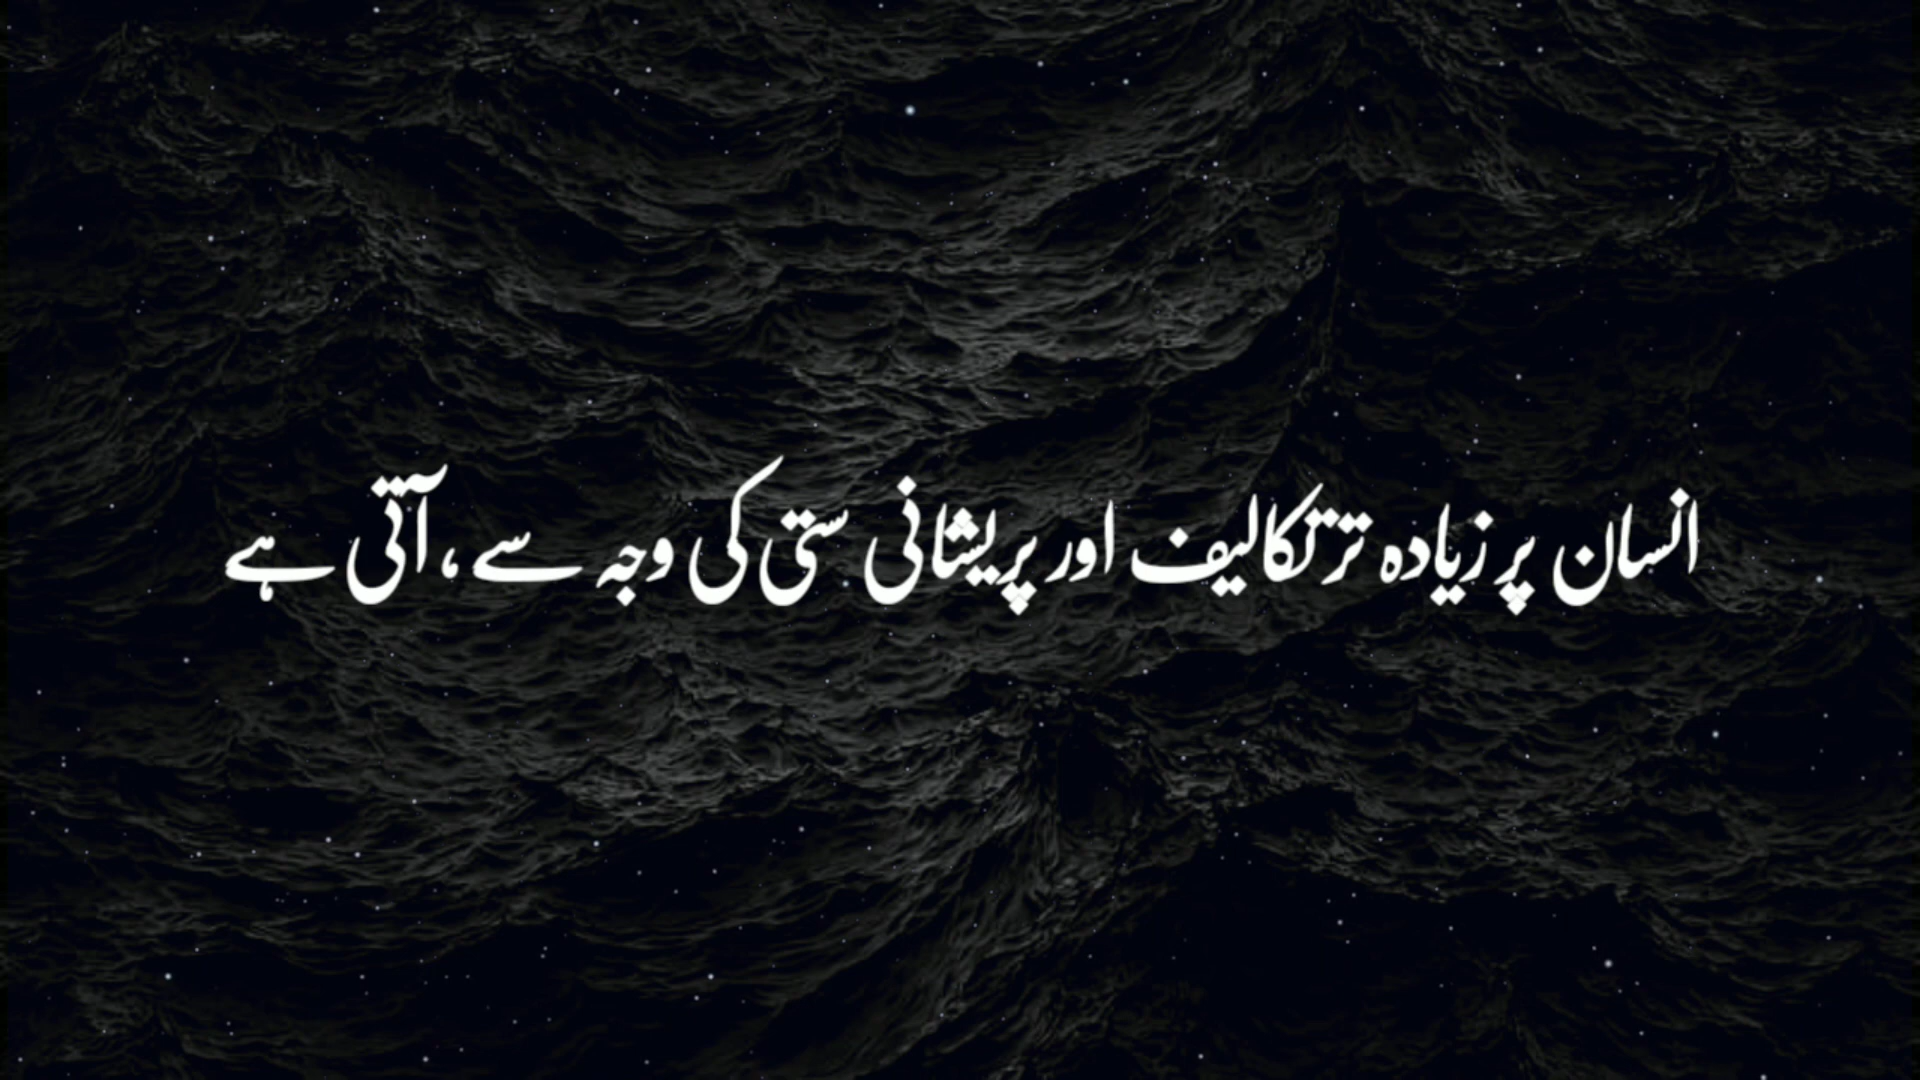 انسان پر زیادہ تر تکالیف اور پریشانی سستی کی وجہ سے، آتی ہے